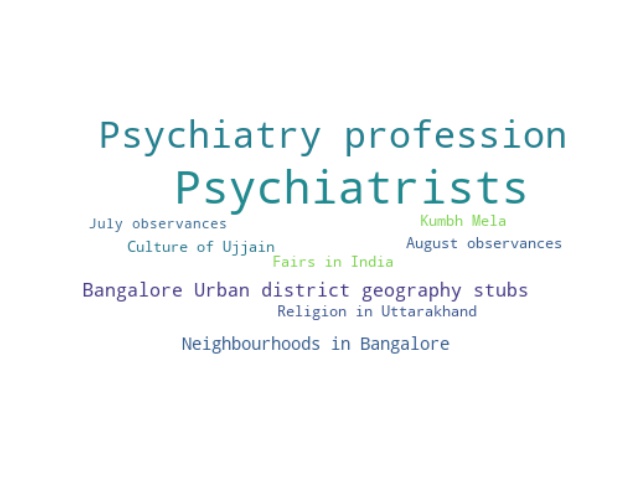 Psychiatry profession
Psychiatrists
July observances
Kumbh Mela
Culture of Ujjain
August observances
Fairs in India
Bangalore Urban district geography stubs
Religion in Uttarakhand
Neighbourhoods in Bangalore